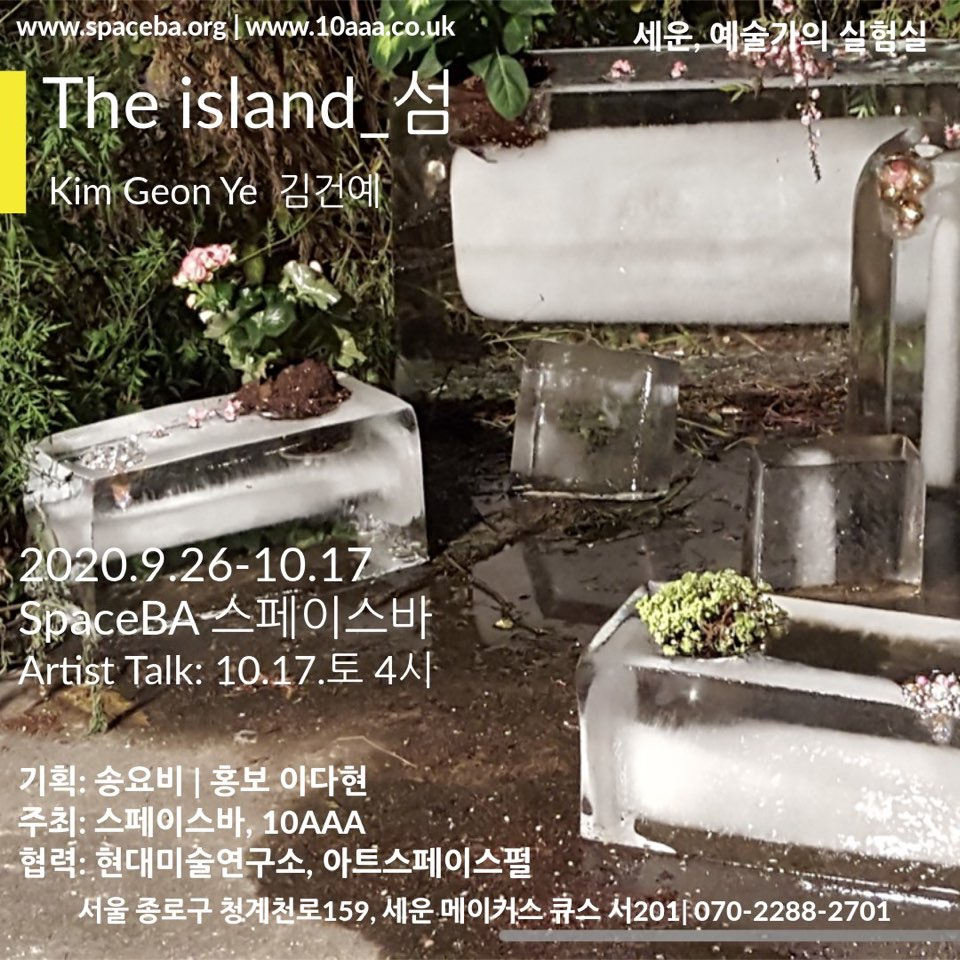 www.spaceba.org | www.10aaa.co.uk
세운, 예술가의 실험실
The island_섬
Kim Geon Ye 김건예
2020.9.26-10.17
SpaceBA 스페이스바
Artist Talk: 10.17.토 4시
기획: 송요비 | 홍보 이다현
주최: 스페이스바, 10AAA
협력: 현대미술연구소, 아트스페이스펄
서울 종로구 청계천로159, 세운 메이커스 큐스 서201| 070-2288-2701